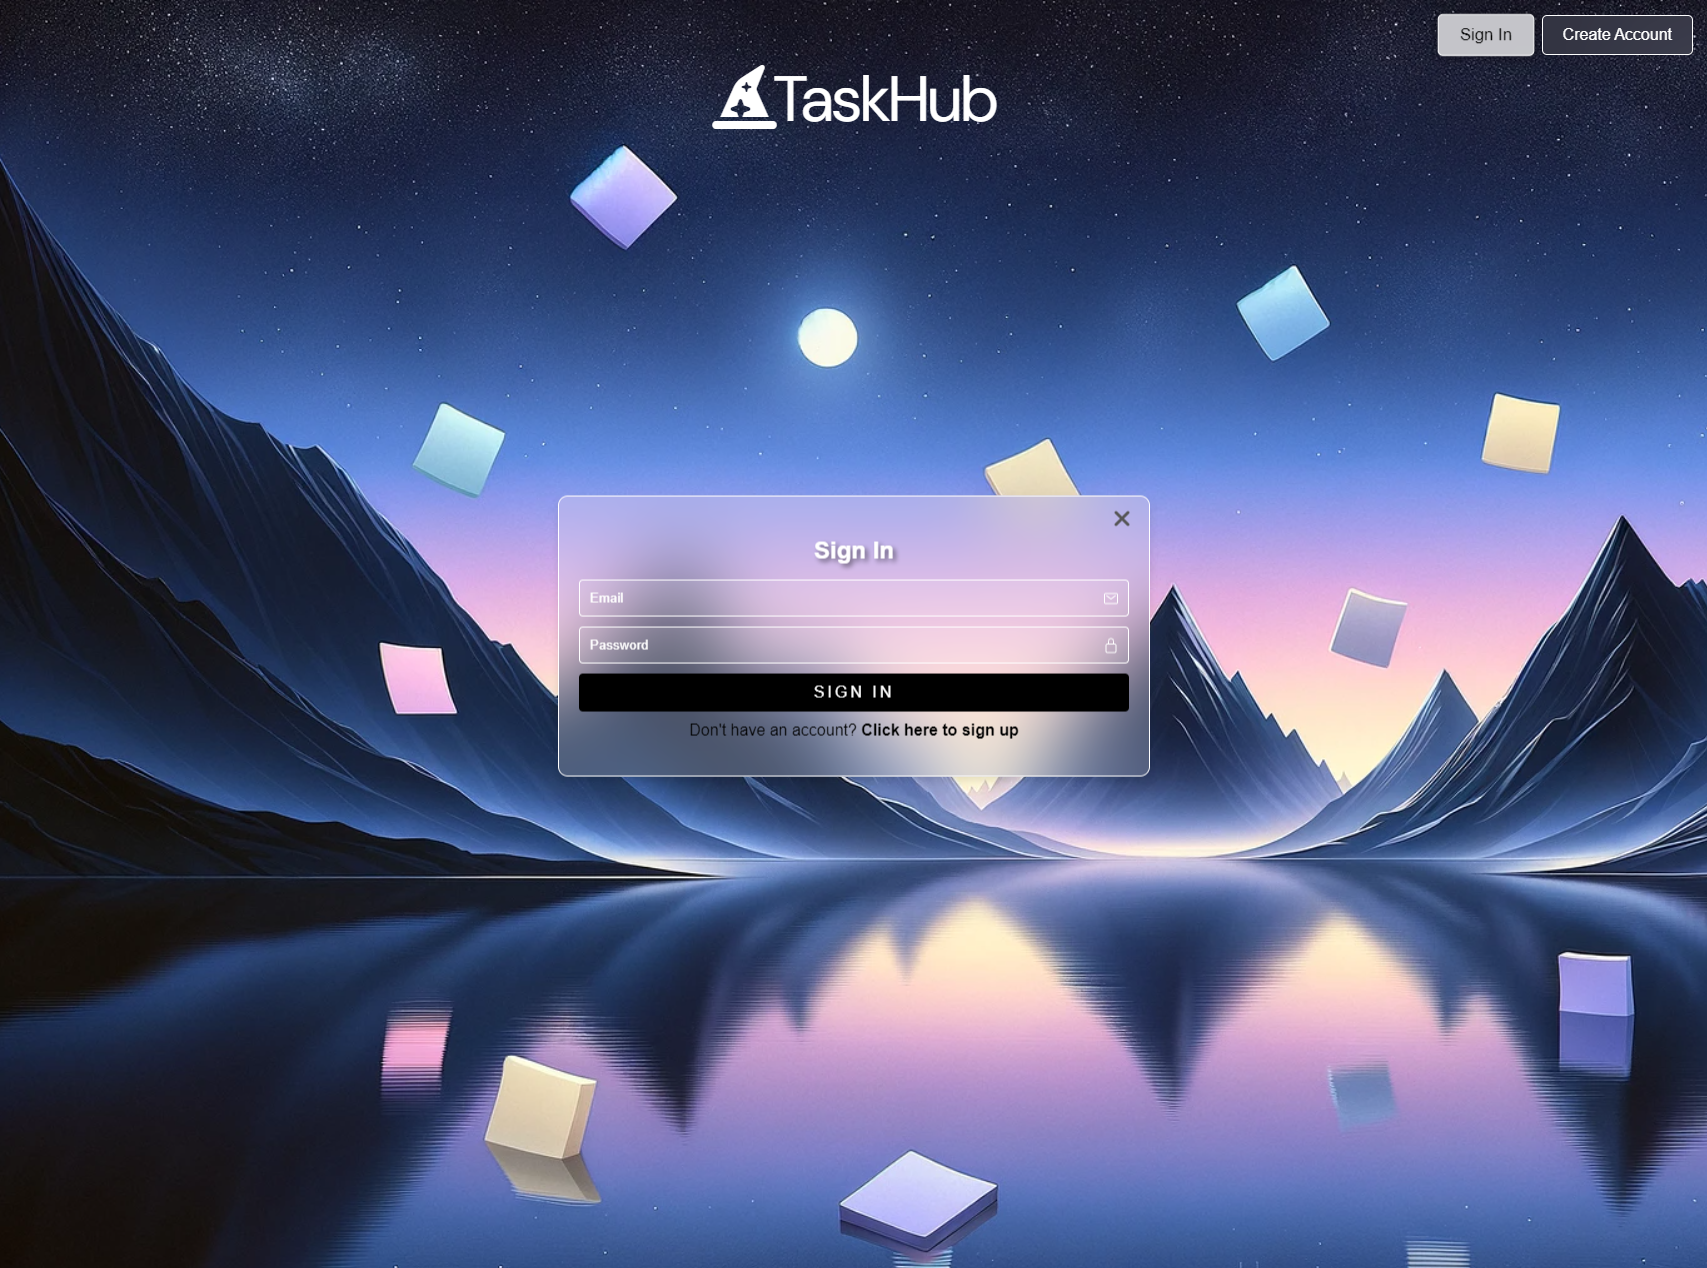 Sign In
Create Account
TaskHub
Sign In
Email
Password
SIGN IN
Don't have an account? Click here to sign up